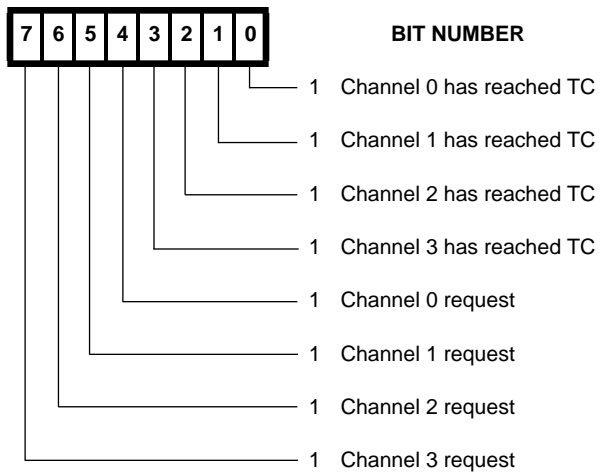 7 6 5 4 3 2 1 0 BIT NUMBER
1 Channel 0 has reached TC
1 Channel 1 has reached TC
1 Channel 2 has reached TC
1 Channel 3 has reached TC
1 Channel 0 request
1 Channel 1 request
1 Channel 2 request
1 Channel 3 request